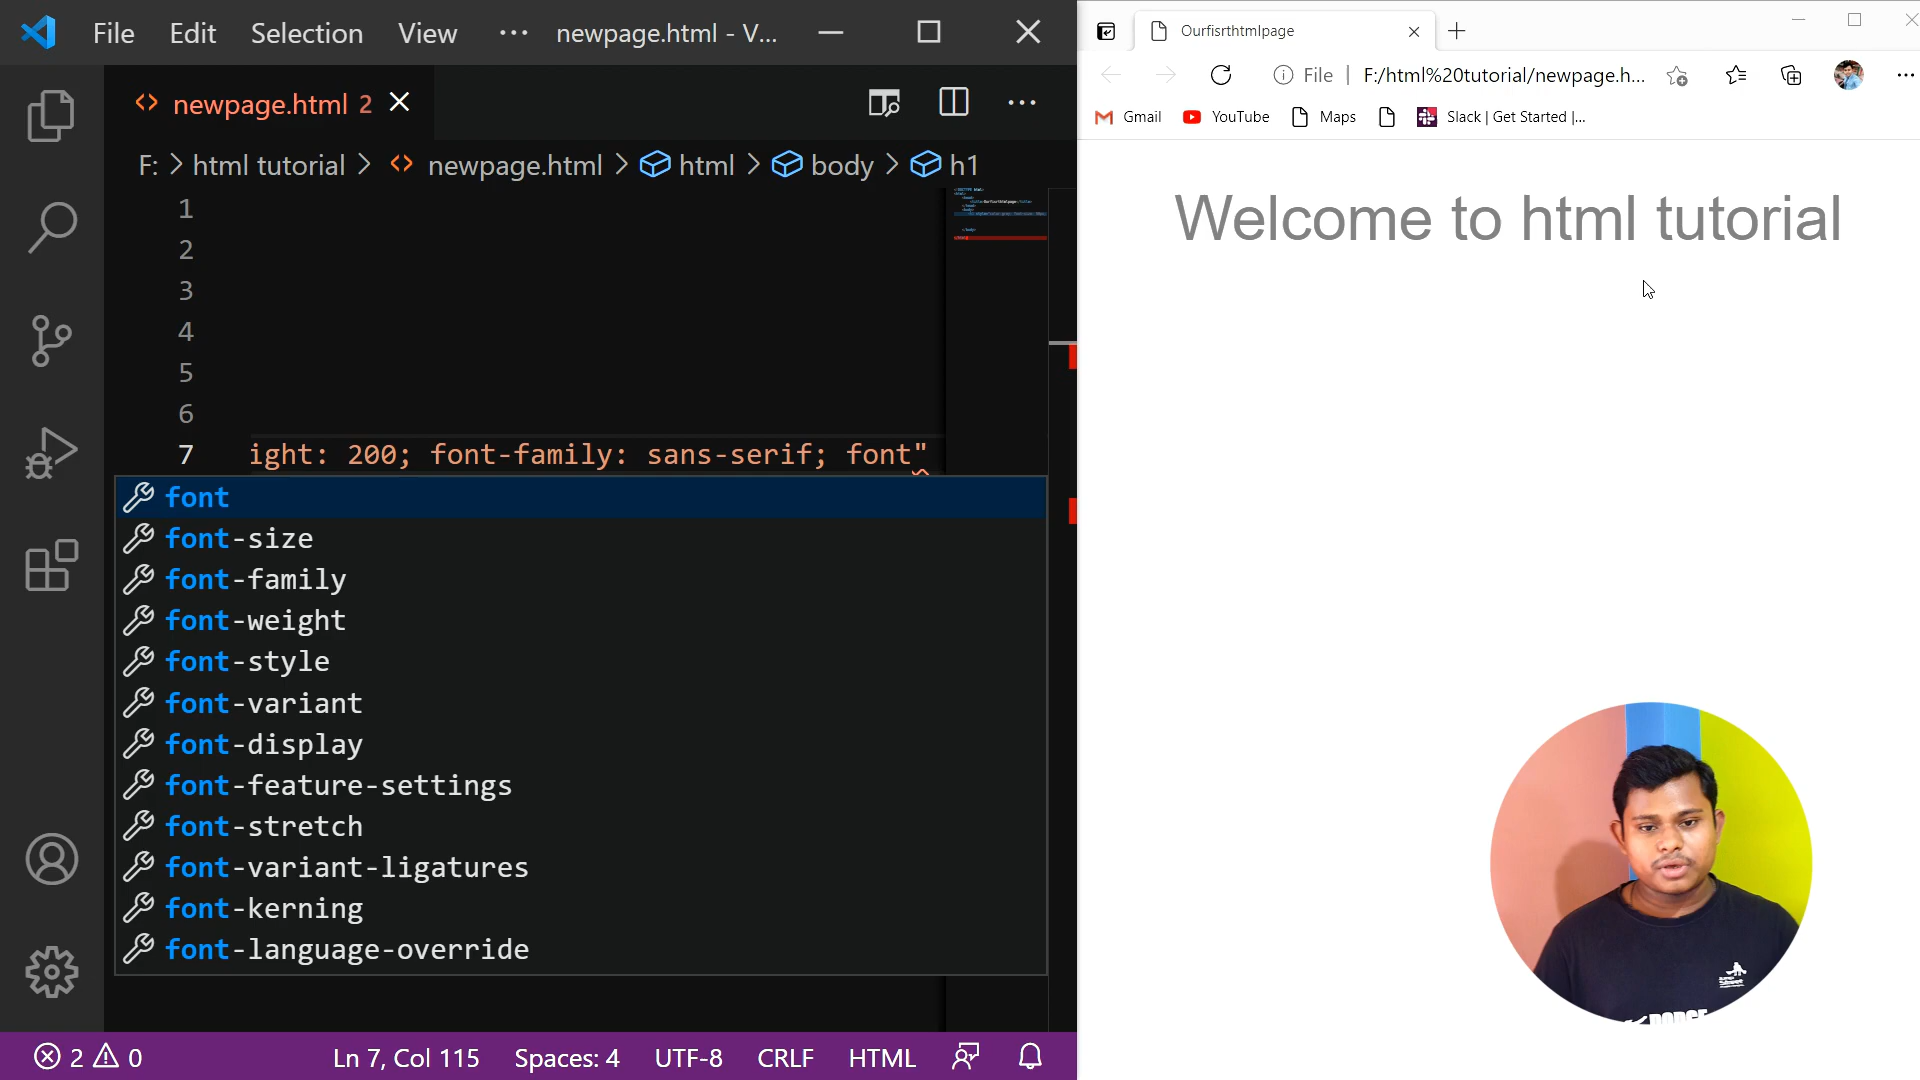 File Edit Selection View ··· newpage.html - V...
newpage.html 2
F: > html tutorial > newpage.html > html > body > h1
1
2
3
4
5
6
7 ight: 200; font-family: sans-serif; font"
font
font-size
font-family
font-weight
font-style
font-variant
font-display
font-feature-settings
font-stretch
font-variant-ligatures
font-kerning
font-language-override
2 0 Ln 7, Col 115 Spaces: 4 UTF-8 CRLF HTML
Ourfisrthtmlpage
File | F:/html%20tutorial/newpage.h...
Gmail YouTube Maps Slack | Get Started |...
Welcome to html tutorial